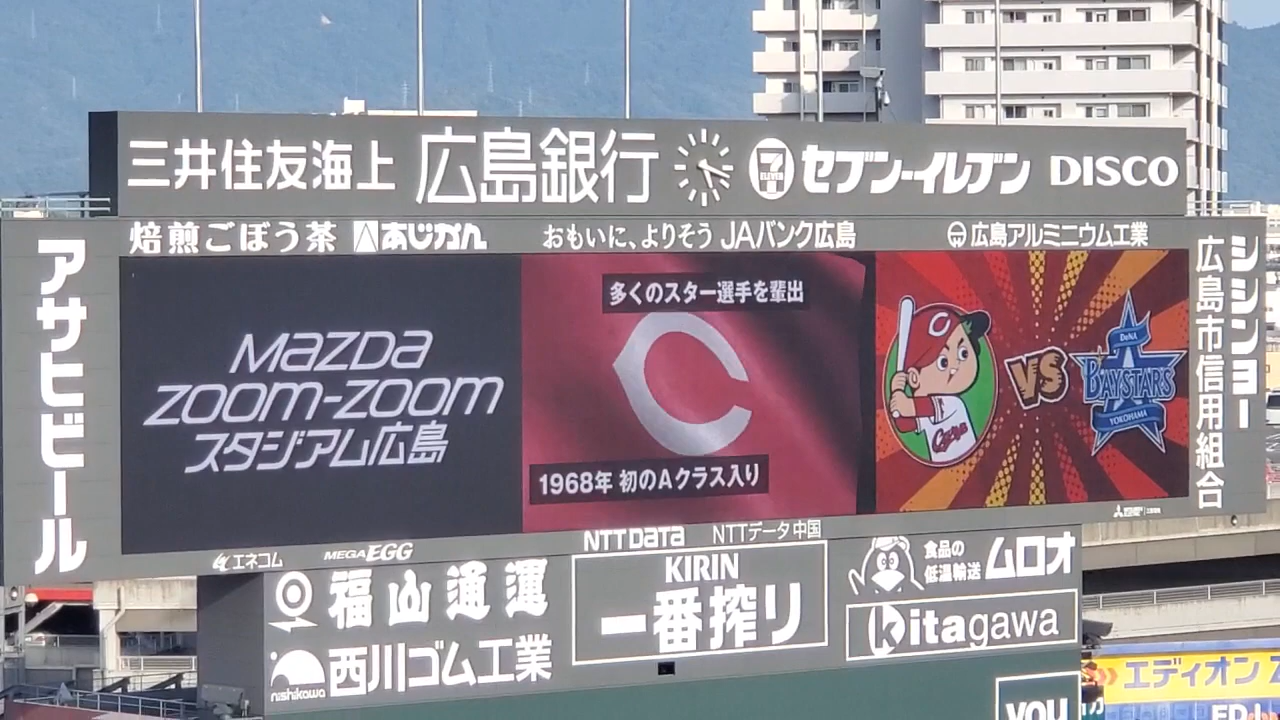 三井住友海上 広島銀行 7 ELEVEN セブン-イレブン DISCO
焙煎ごぼう茶 あじかん おもいに、よりそう JAバンク広島 広島アルミニウム工業
アサヒビール
シシンヨー
広島市信用組合
MAZDA
ZOOM-ZOOM
スタジアム広島
多くのスター選手を輩出
C
1968年 初のAクラス入り
C
Carp
VS
DeNA
BAYSTARS
YOKOHAMA
エネコム MEGA EGG NTT DATA NTTデータ中国
福山通運
KIRIN
一番搾り
食品の
低温輸送 ムロオ
nishikawa 西川ゴム工業
kitagawa
エディオン
you